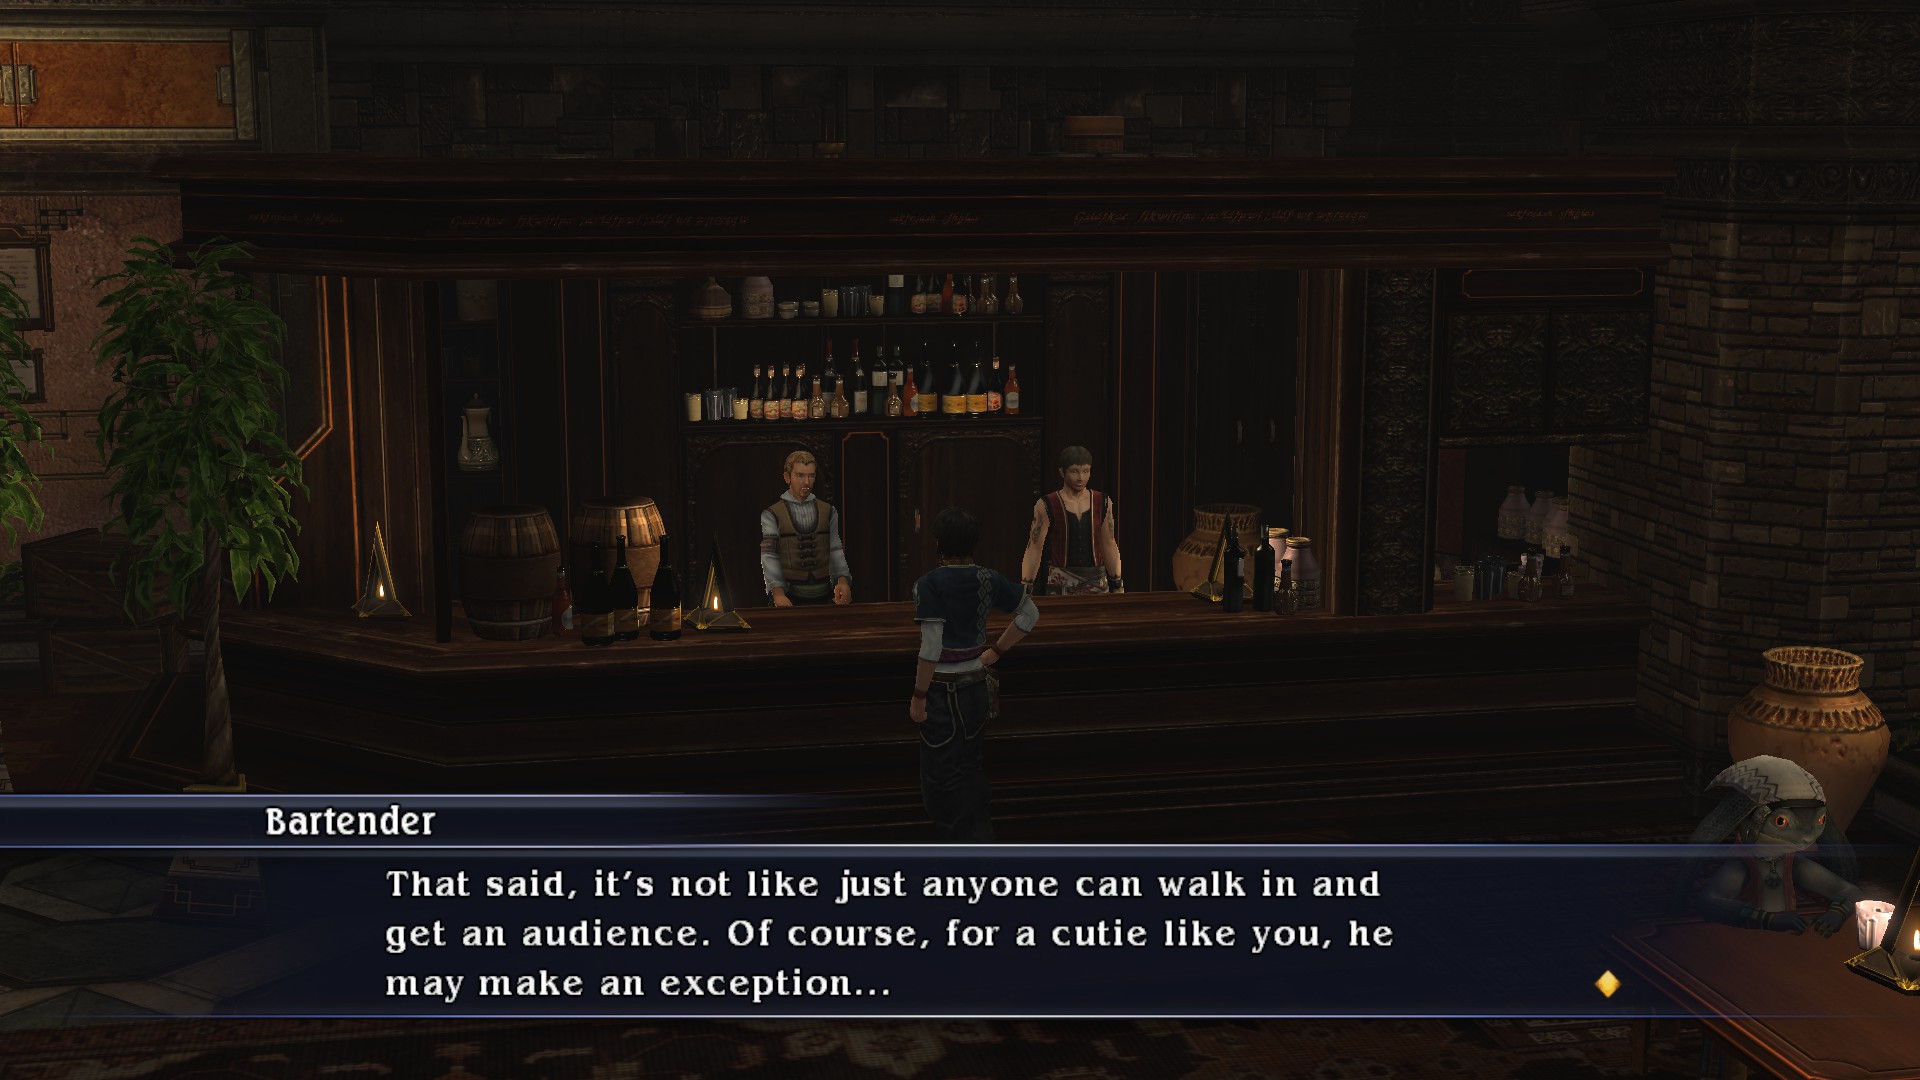 Bartender
That said, it's not like just anyone can walk in and
get an audience. Of course, for a cutie like you, he
may make an exception...